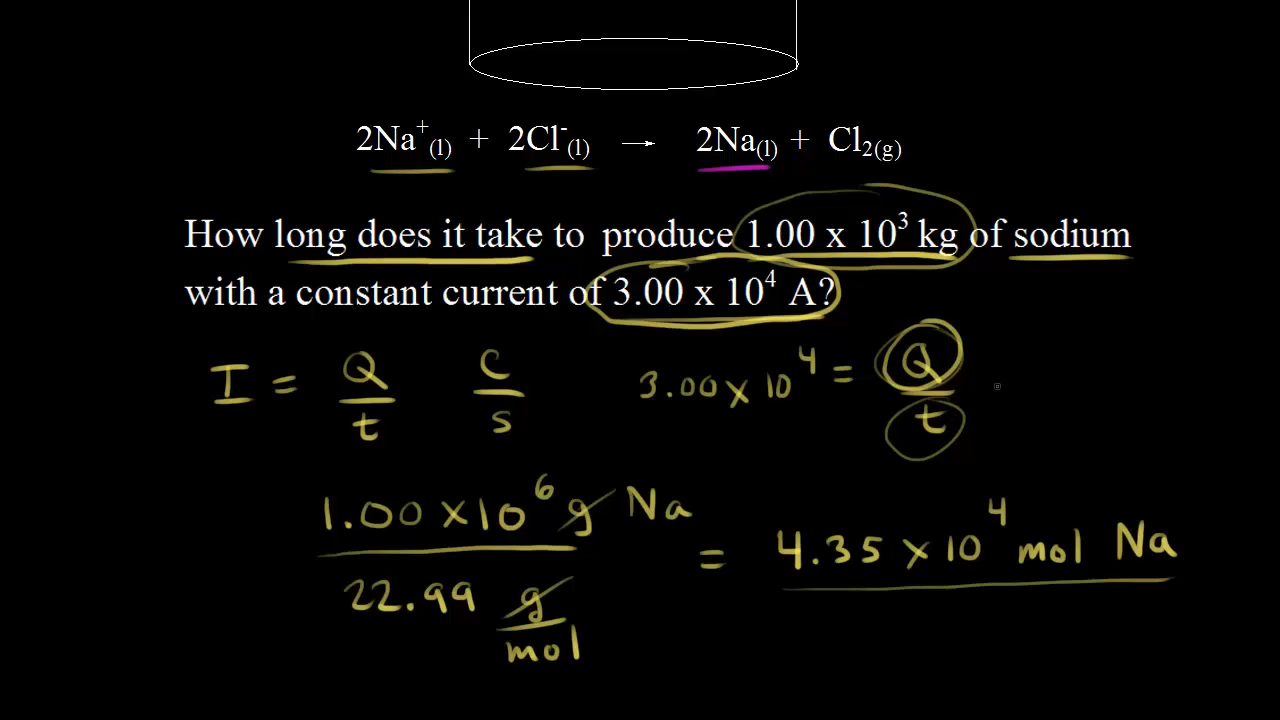 2Na⁺(l) + 2Cl⁻(l) → 2Na(l) + Cl₂(g)
How long does it take to produce 1.00 x 10³ kg of sodium
with a constant current of 3.00 x 10⁴ A?
I = Q/t C/s 3.00 x 10⁴ = Q/t
1.00 x 10⁶ g Na
= 4.35 x 10⁴ mol Na
22.99 g/mol